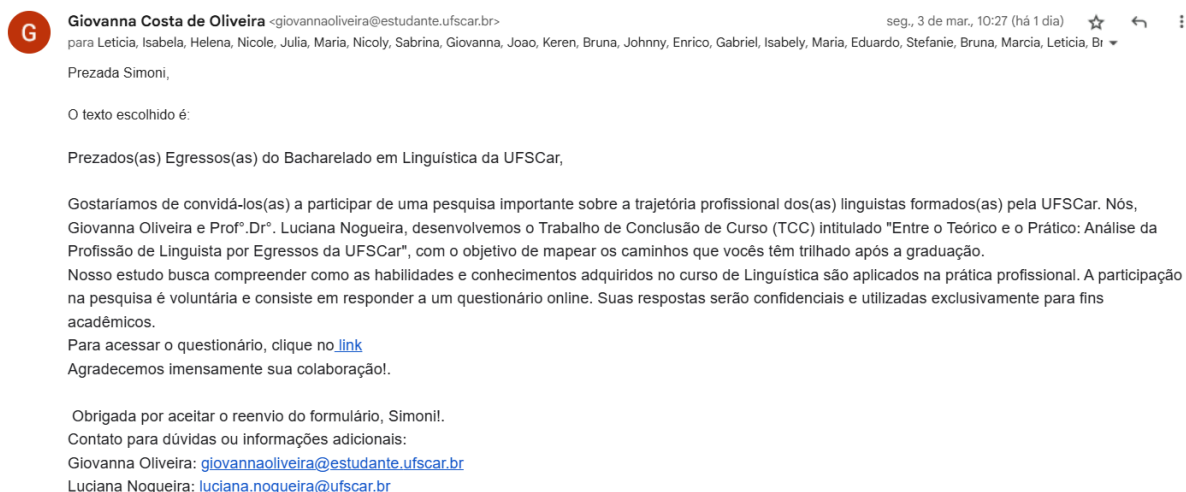 G
Giovanna Costa de Oliveira <giovannaoliveira@estudante.ufscar.br>
seg., 3 de mar., 10:27 (há 1 dia)
para Leticia, Isabela, Helena, Nicole, Julia, Maria, Nicoly, Sabrina, Giovanna, Joao, Keren, Bruna, Johnny, Enrico, Gabriel, Isabely, Maria, Eduardo, Stefanie, Bruna, Marcia, Leticia, Br
Prezada Simoni,
O texto escolhido é:
Prezados(as) Egressos(as) do Bacharelado em Linguística da UFSCar,
Gostaríamos de convidá-los(as) a participar de uma pesquisa importante sobre a trajetória profissional dos(as) linguistas formados(as) pela UFSCar. Nós,
Giovanna Oliveira e Prof°.Dr°. Luciana Nogueira, desenvolvemos o Trabalho de Conclusão de Curso (TCC) intitulado "Entre o Teórico e o Prático: Análise da
Profissão de Linguista por Egressos da UFSCar", com o objetivo de mapear os caminhos que vocês têm trilhado após a graduação.
Nosso estudo busca compreender como as habilidades e conhecimentos adquiridos no curso de Linguística são aplicados na prática profissional. A participação
na pesquisa é voluntária e consiste em responder a um questionário online. Suas respostas serão confidenciais e utilizadas exclusivamente para fins
acadêmicos.
Para acessar o questionário, clique no link
Agradecemos imensamente sua colaboração!.
Obrigada por aceitar o reenvio do formulário, Simoni!.
Contato para dúvidas ou informações adicionais:
Giovanna Oliveira: giovannaoliveira@estudante.ufscar.br
Luciana Nogueira: luciana.nogueira@ufscar.br